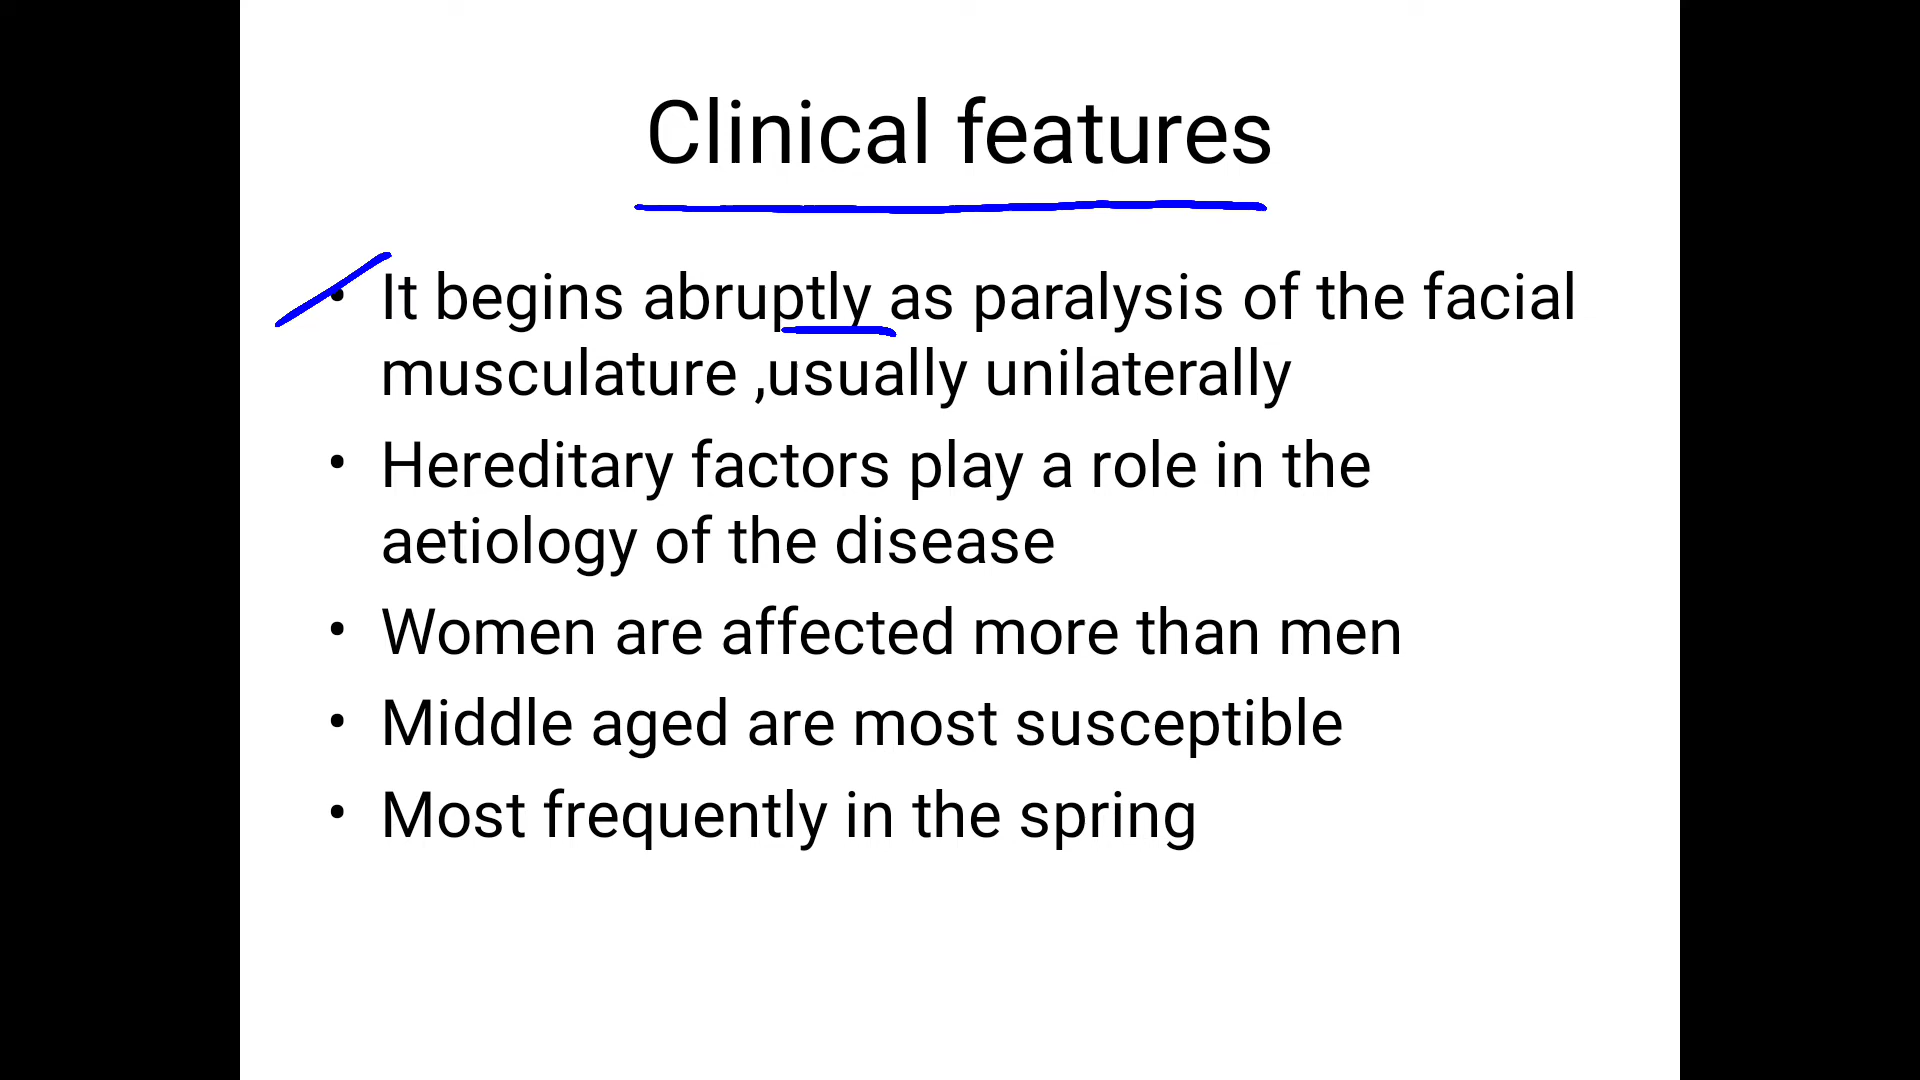 Clinical features
• It begins abruptly as paralysis of the facial
musculature ,usually unilaterally
• Hereditary factors play a role in the
aetiology of the disease
• Women are affected more than men
• Middle aged are most susceptible
• Most frequently in the spring